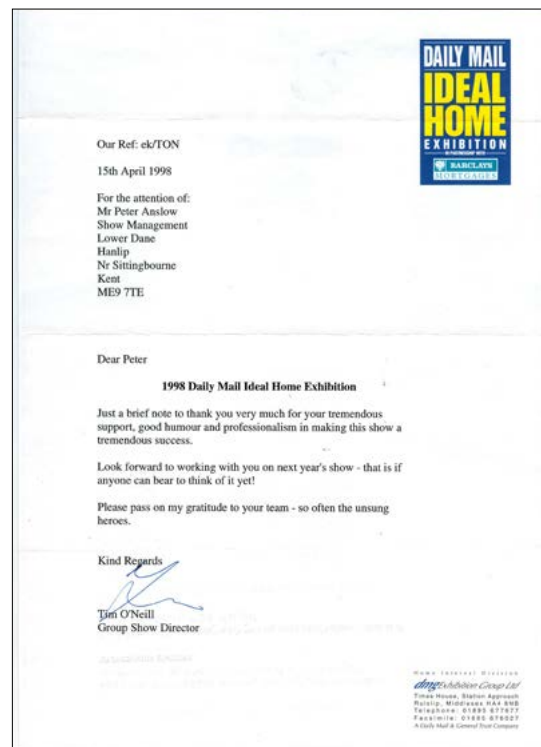 DAILY MAIL
IDEAL
HOME
EXHIBITION
IN PARTNERSHIP WITH
BARCLAYS
MORTGAGES
Our Ref: ek/TON
15th April 1998
For the attention of:
Mr Peter Anslow
Show Management
Lower Dane
Hanlip
Nr Sittingbourne
Kent
ME9 7TE
Dear Peter
1998 Daily Mail Ideal Home Exhibition
Just a brief note to thank you very much for your tremendous
support, good humour and professionalism in making this show a
tremendous success.
Look forward to working with you on next year's show - that is if
anyone can bear to think of it yet!
Please pass on my gratitude to your team - so often the unsung
heroes.
Kind Regards
Tim O'Neill
Group Show Director
Home Interest Division
dmg Exhibition Group Ltd
Times House, Station Approach
Ruislip, Middlesex HA4 8NB
Telephone: 01895 677677
Facsimile: 01895 676027
A Daily Mail & General Trust Company